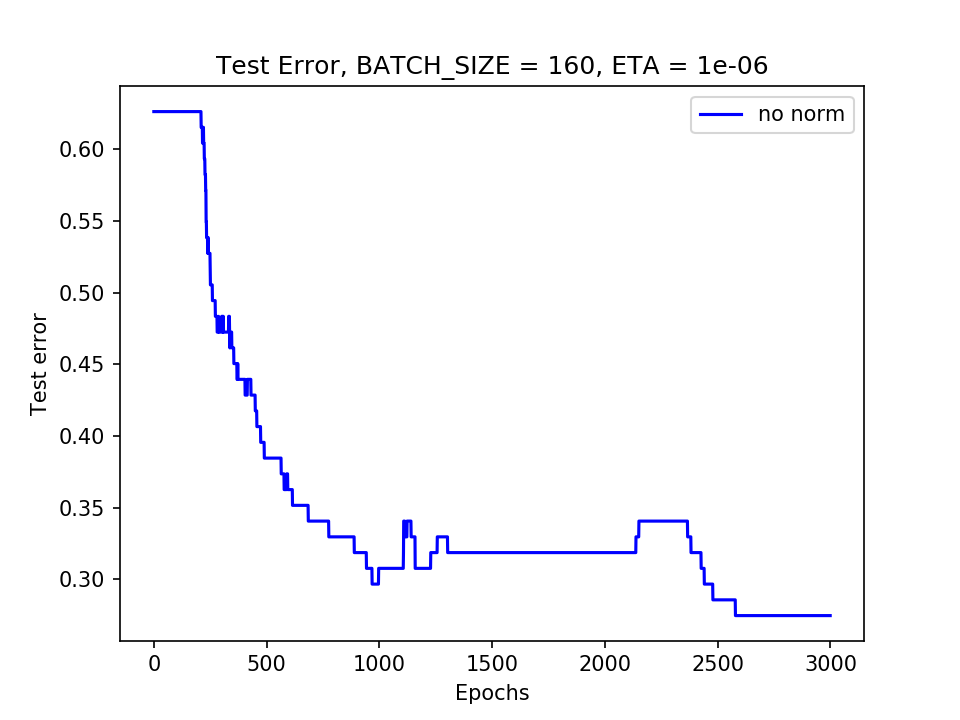 Test Error, BATCH_SIZE = 160, ETA = 1e-06
no norm
0.60
0.55
0.50
0.45
0.40
0.35
0.30
Test error
0 500 1000 1500 2000 2500 3000
Epochs